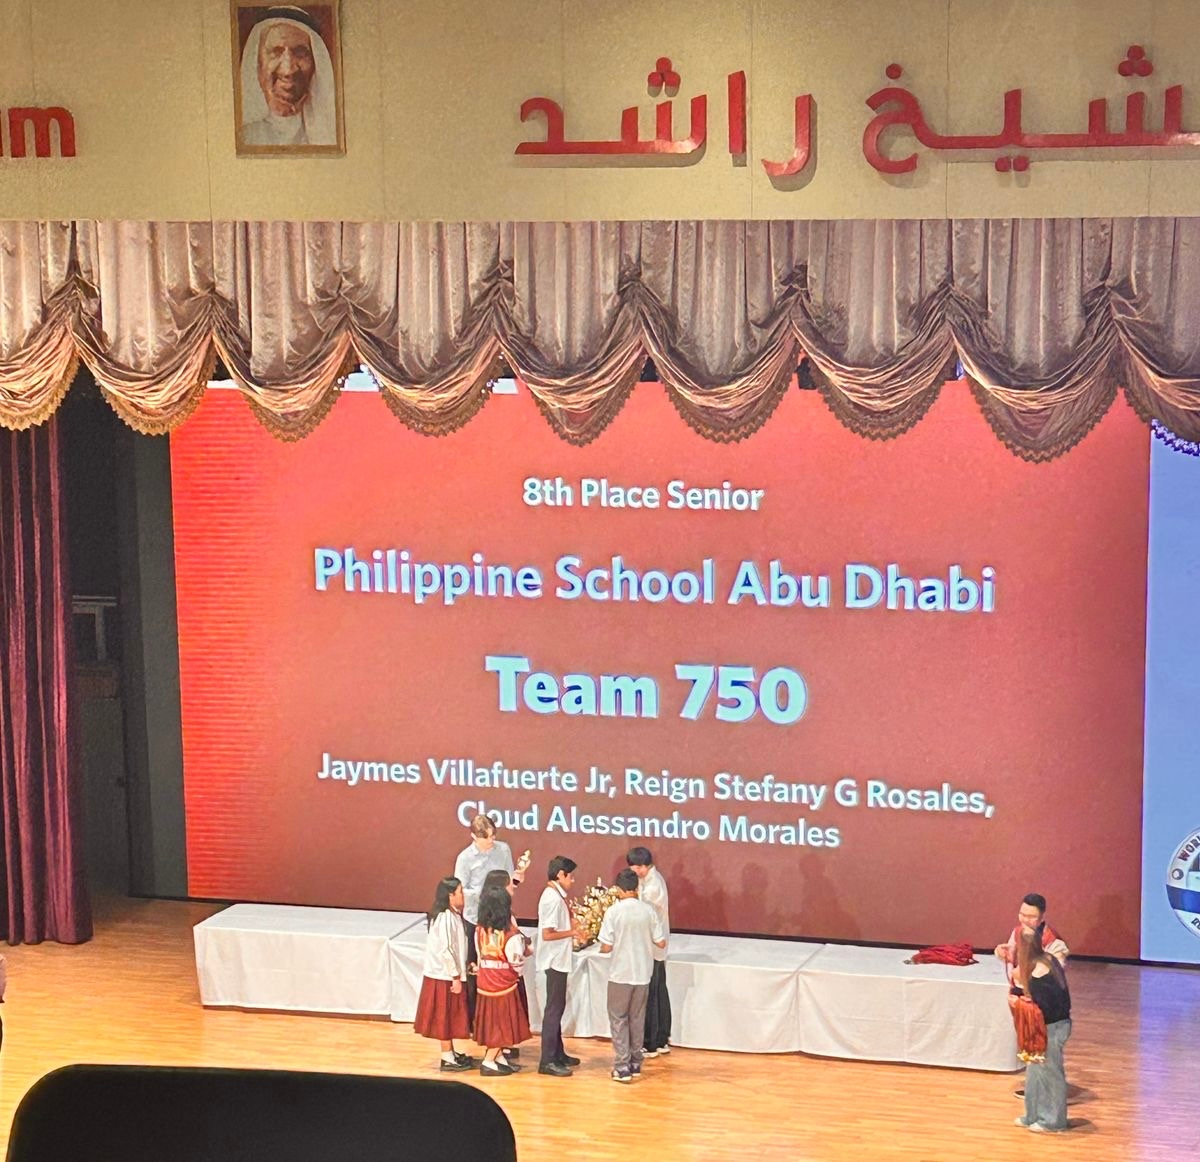 شيخ راشد
8th Place Senior
Philippine School Abu Dhabi
Team 750
Jaymes Villafuerte Jr, Reign Stefany G Rosales,
Cloud Alessandro Morales